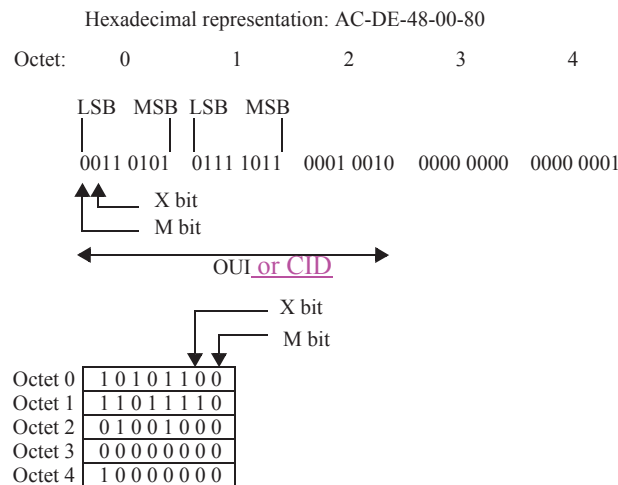 Hexadecimal representation: AC-DE-48-00-80
Octet: 0 1 2 3 4
LSB MSB LSB MSB
0011 0101 0111 1011 0001 0010 0000 0000 0000 0001
X bit
M bit
OUI or CID
X bit
M bit
Octet 0 1 0 1 0 1 1 0 0
Octet 1 1 1 0 1 1 1 1 0
Octet 2 0 1 0 0 1 0 0 0
Octet 3 0 0 0 0 0 0 0 0
Octet 4 1 0 0 0 0 0 0 0